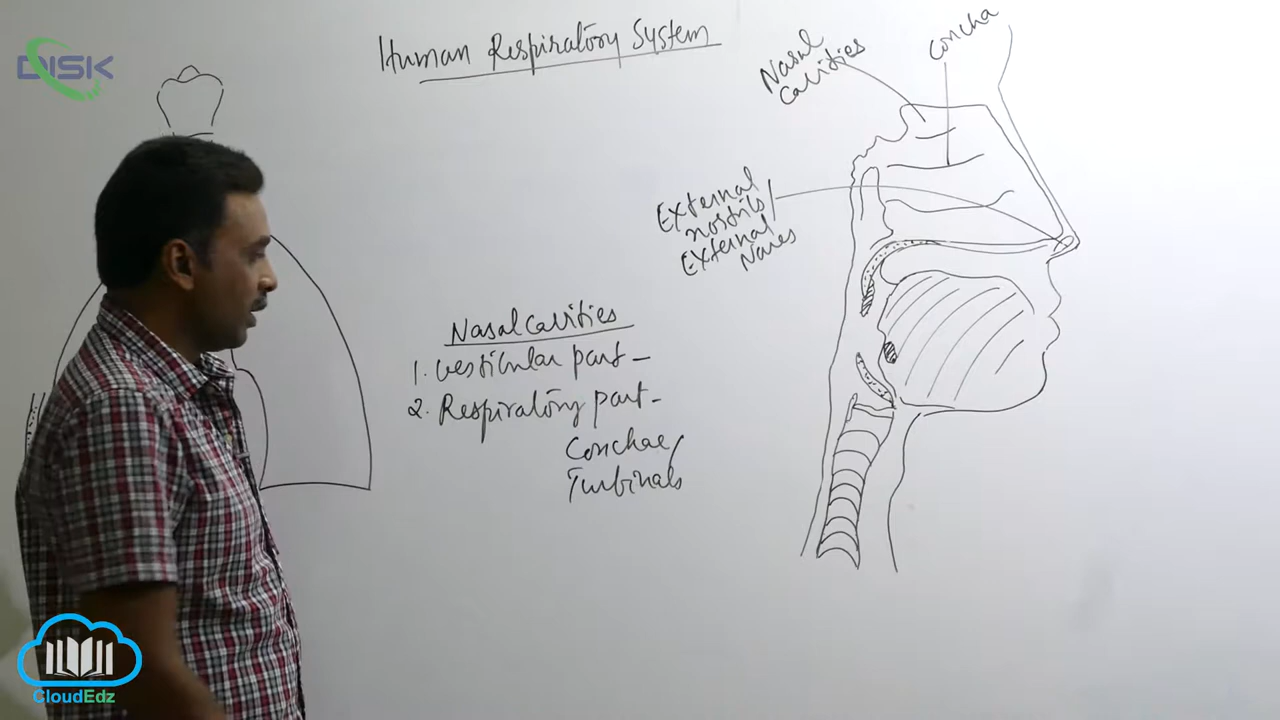 DISK
Human Respiratory System
Nasal
cavities
concha
External
nostrils/
External
Nares
Nasal cavities
1. Vestibular part -
2. Respiratory part -
Conchae/
Turbinals
CloudEdz